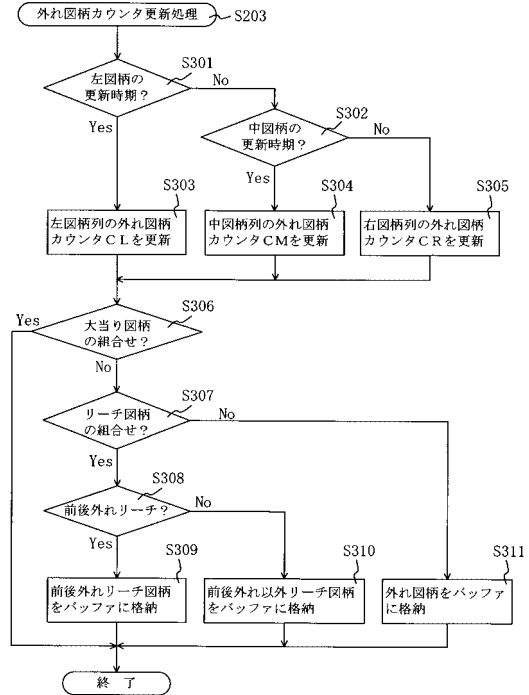 外れ図柄カウンタ更新処理
S203
左図柄の
更新時期？
S301
No
Yes
中図柄の
更新時期？
S302
No
Yes
S303
左図柄列の外れ図柄
カウンタＣＬを更新
S304
中図柄列の外れ図柄
カウンタＣＭを更新
S305
右図柄列の外れ図柄
カウンタＣＲを更新
S306
Yes
大当り図柄
の組合せ？
No
S307
リーチ図柄
の組合せ？
No
Yes
S308
前後外れリーチ？
No
Yes
S309
前後外れリーチ図柄
をバッファに格納
S310
前後外れ以外リーチ図柄
をバッファに格納
S311
外れ図柄をバッファ
に格納
終 了